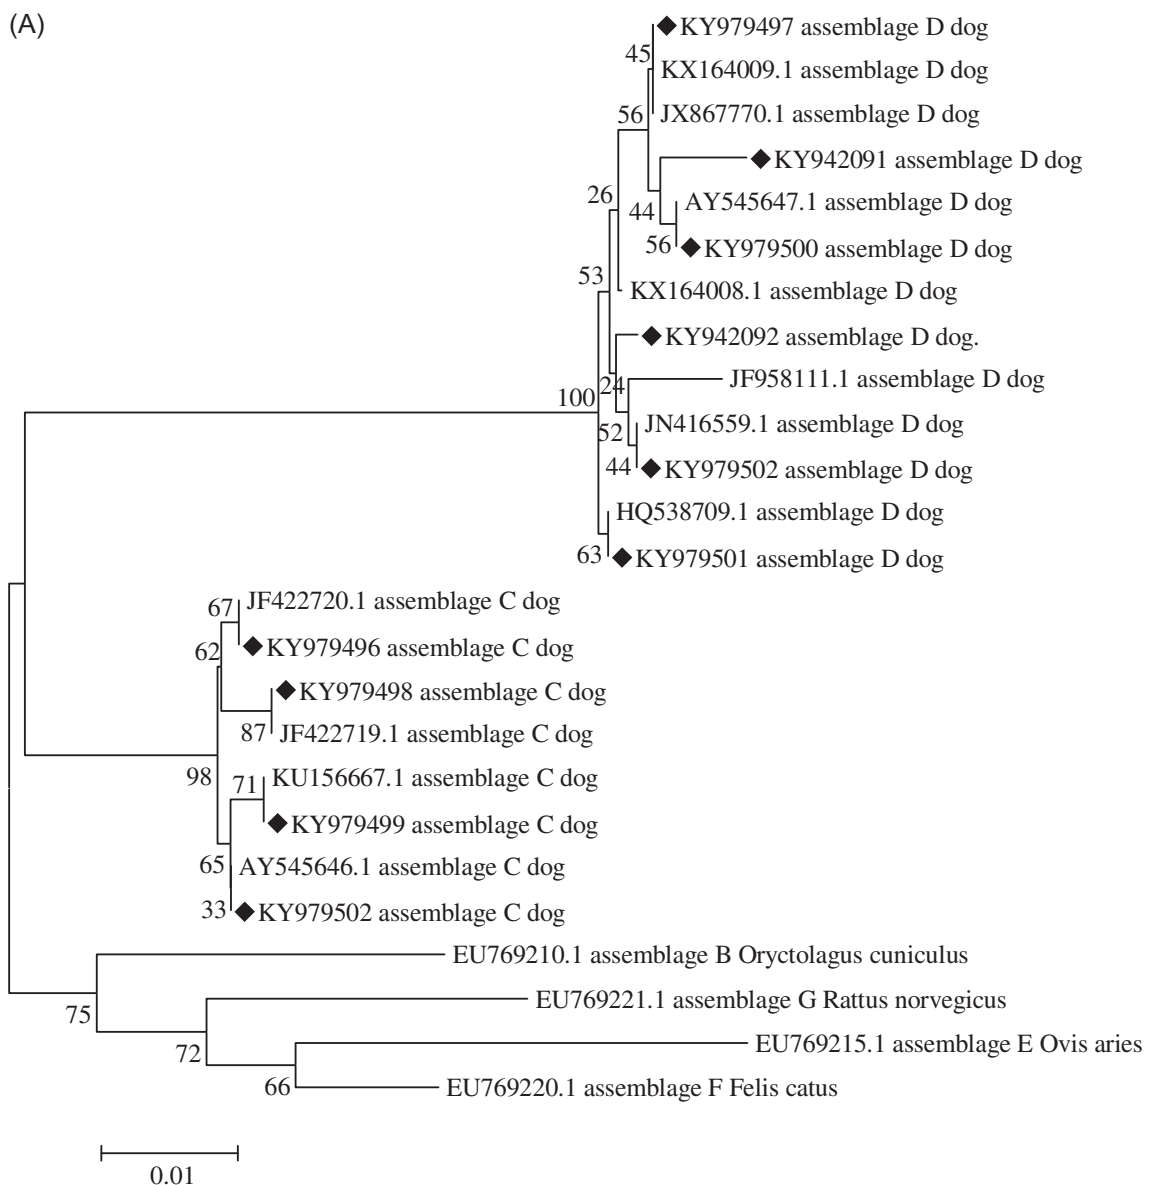 (A)
KY979497 assemblage D dog
45
KX164009.1 assemblage D dog
56
JX867770.1 assemblage D dog
KY942091 assemblage D dog
26
44
AY545647.1 assemblage D dog
56
KY979500 assemblage D dog
53
KX164008.1 assemblage D dog
KY942092 assemblage D dog.
24
JF958111.1 assemblage D dog
100
52
JN416559.1 assemblage D dog
44
KY979502 assemblage D dog
HQ538709.1 assemblage D dog
63
KY979501 assemblage D dog
67
JF422720.1 assemblage C dog
62
KY979496 assemblage C dog
KY979498 assemblage C dog
87
JF422719.1 assemblage C dog
98
71
KU156667.1 assemblage C dog
KY979499 assemblage C dog
65
AY545646.1 assemblage C dog
33
KY979502 assemblage C dog
EU769210.1 assemblage B Oryctolagus cuniculus
75
EU769221.1 assemblage G Rattus norvegicus
72
EU769215.1 assemblage E Ovis aries
66
EU769220.1 assemblage F Felis catus
0.01